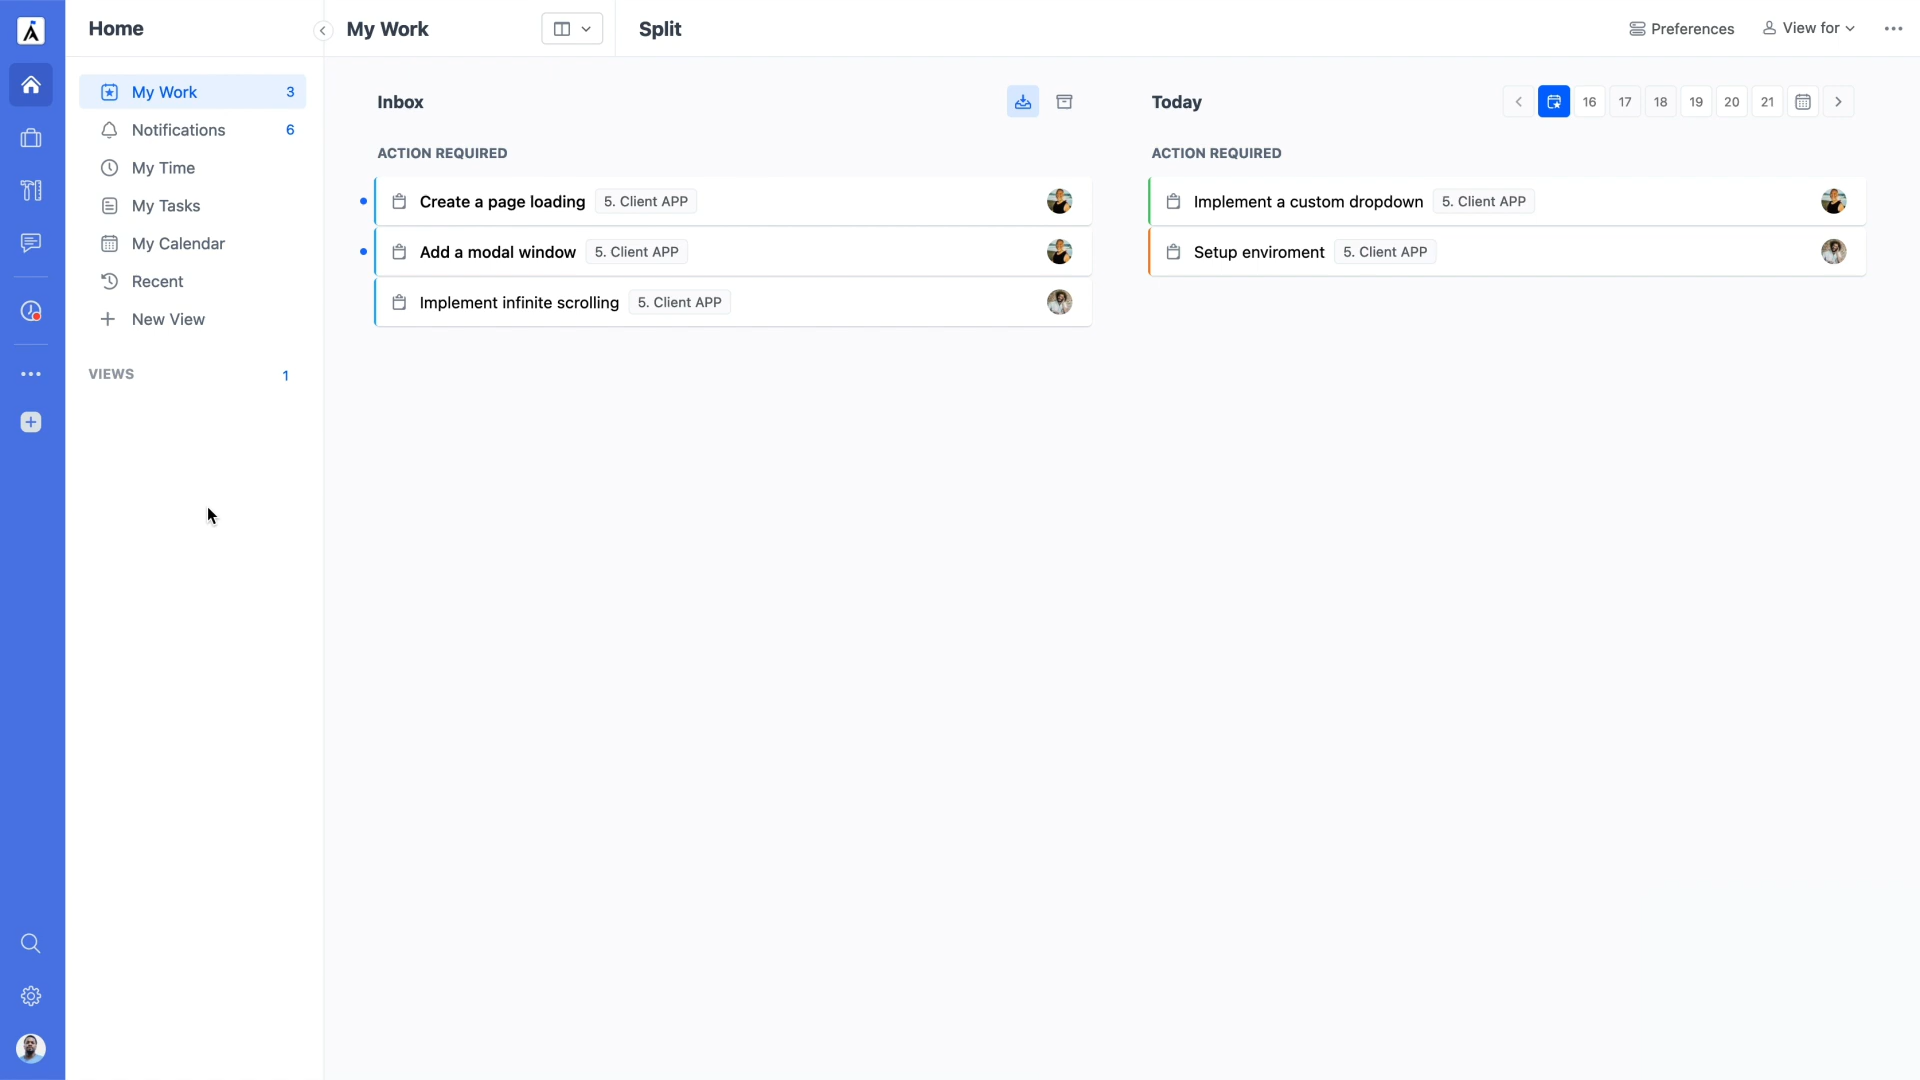 Home
My Work
Split
Preferences
View for
My Work 3
Notifications 6
My Time
My Tasks
My Calendar
Recent
New View
VIEWS 1
Inbox
ACTION REQUIRED
Create a page loading 5. Client APP
Add a modal window 5. Client APP
Implement infinite scrolling 5. Client APP
Today
16 17 18 19 20 21
ACTION REQUIRED
Implement a custom dropdown 5. Client APP
Setup enviroment 5. Client APP